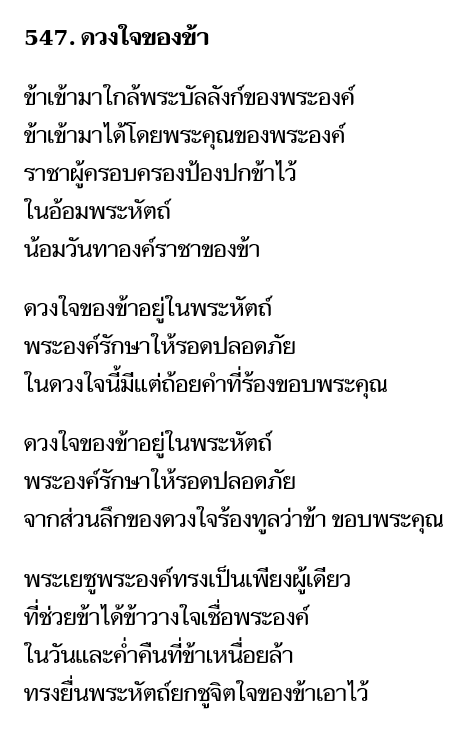 547. ดวงใจของข้า
ข้าเข้ามาใกล้พระบัลลังก์ของพระองค์
ข้าเข้ามาได้โดยพระคุณของพระองค์
ราชาผู้ครอบครองป้องปกข้าไว้
ในอ้อมพระหัตถ์
น้อมวันทาองค์ราชาของข้า
ดวงใจของข้าอยู่ในพระหัตถ์
พระองค์รักษาให้รอดปลอดภัย
ในดวงใจนี้มีแต่ถ้อยคำที่ร้องขอบพระคุณ
ดวงใจของข้าอยู่ในพระหัตถ์
พระองค์รักษาให้รอดปลอดภัย
จากส่วนลึกของดวงใจร้องทูลว่าข้า ขอบพระคุณ
พระเยซูพระองค์ทรงเป็นเพียงผู้เดียว
ที่ช่วยข้าได้ข้าวางใจเชื่อพระองค์
ในวันและค่ำคืนที่ข้าเหนื่อยล้า
ทรงยื่นพระหัตถ์ยกชูจิตใจของข้าเอาไว้